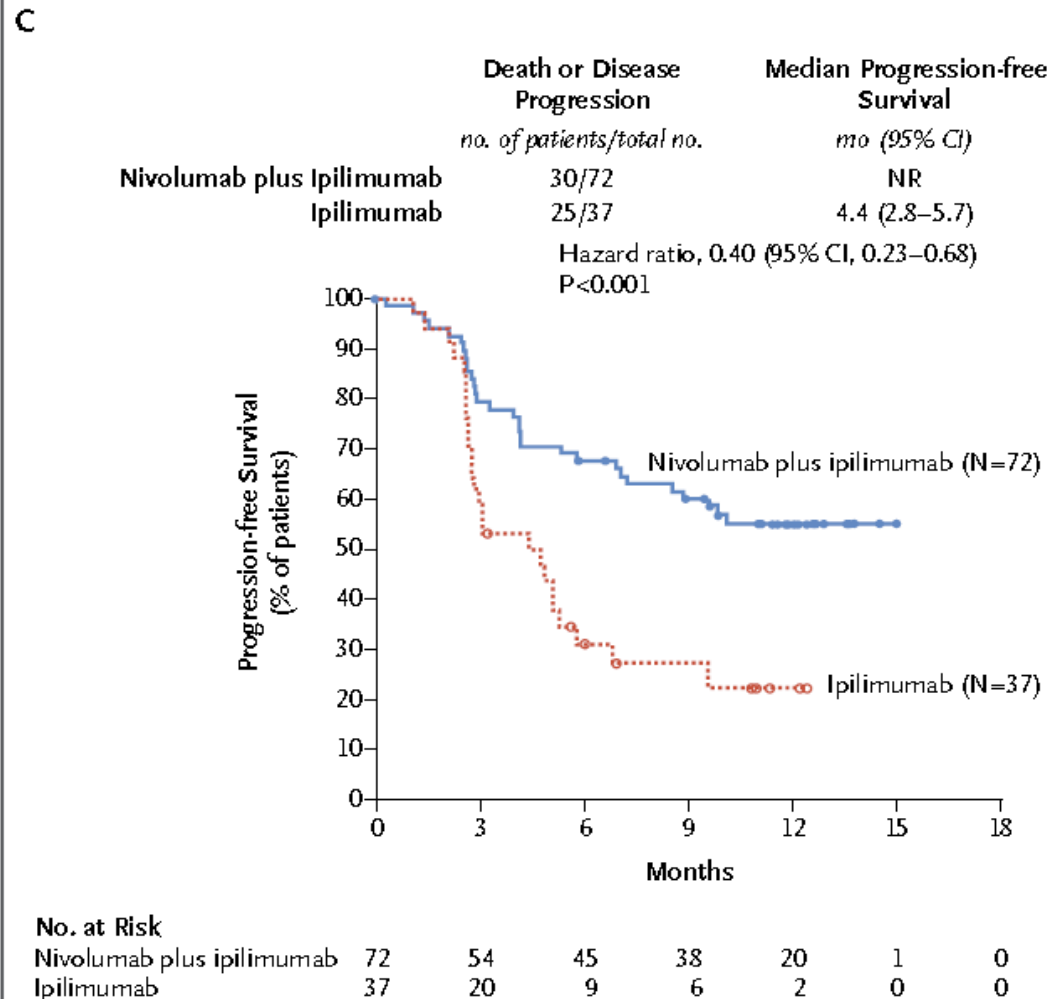 C
Death or Disease Progression
Median Progression-free Survival
no. of patients/total no.
mo (95% CI)
Nivolumab plus Ipilimumab 30/72 NR
Ipilimumab 25/37 4.4 (2.8–5.7)
Hazard ratio, 0.40 (95% CI, 0.23–0.68)
P<0.001
Progression-free Survival
(% of patients)
100
90
80
70
60
50
40
30
20
10
0
Nivolumab plus ipilimumab (N=72)
Ipilimumab (N=37)
0 3 6 9 12 15 18
Months
No. at Risk
Nivolumab plus ipilimumab 72 54 45 38 20 1 0
Ipilimumab 37 20 9 6 2 0 0